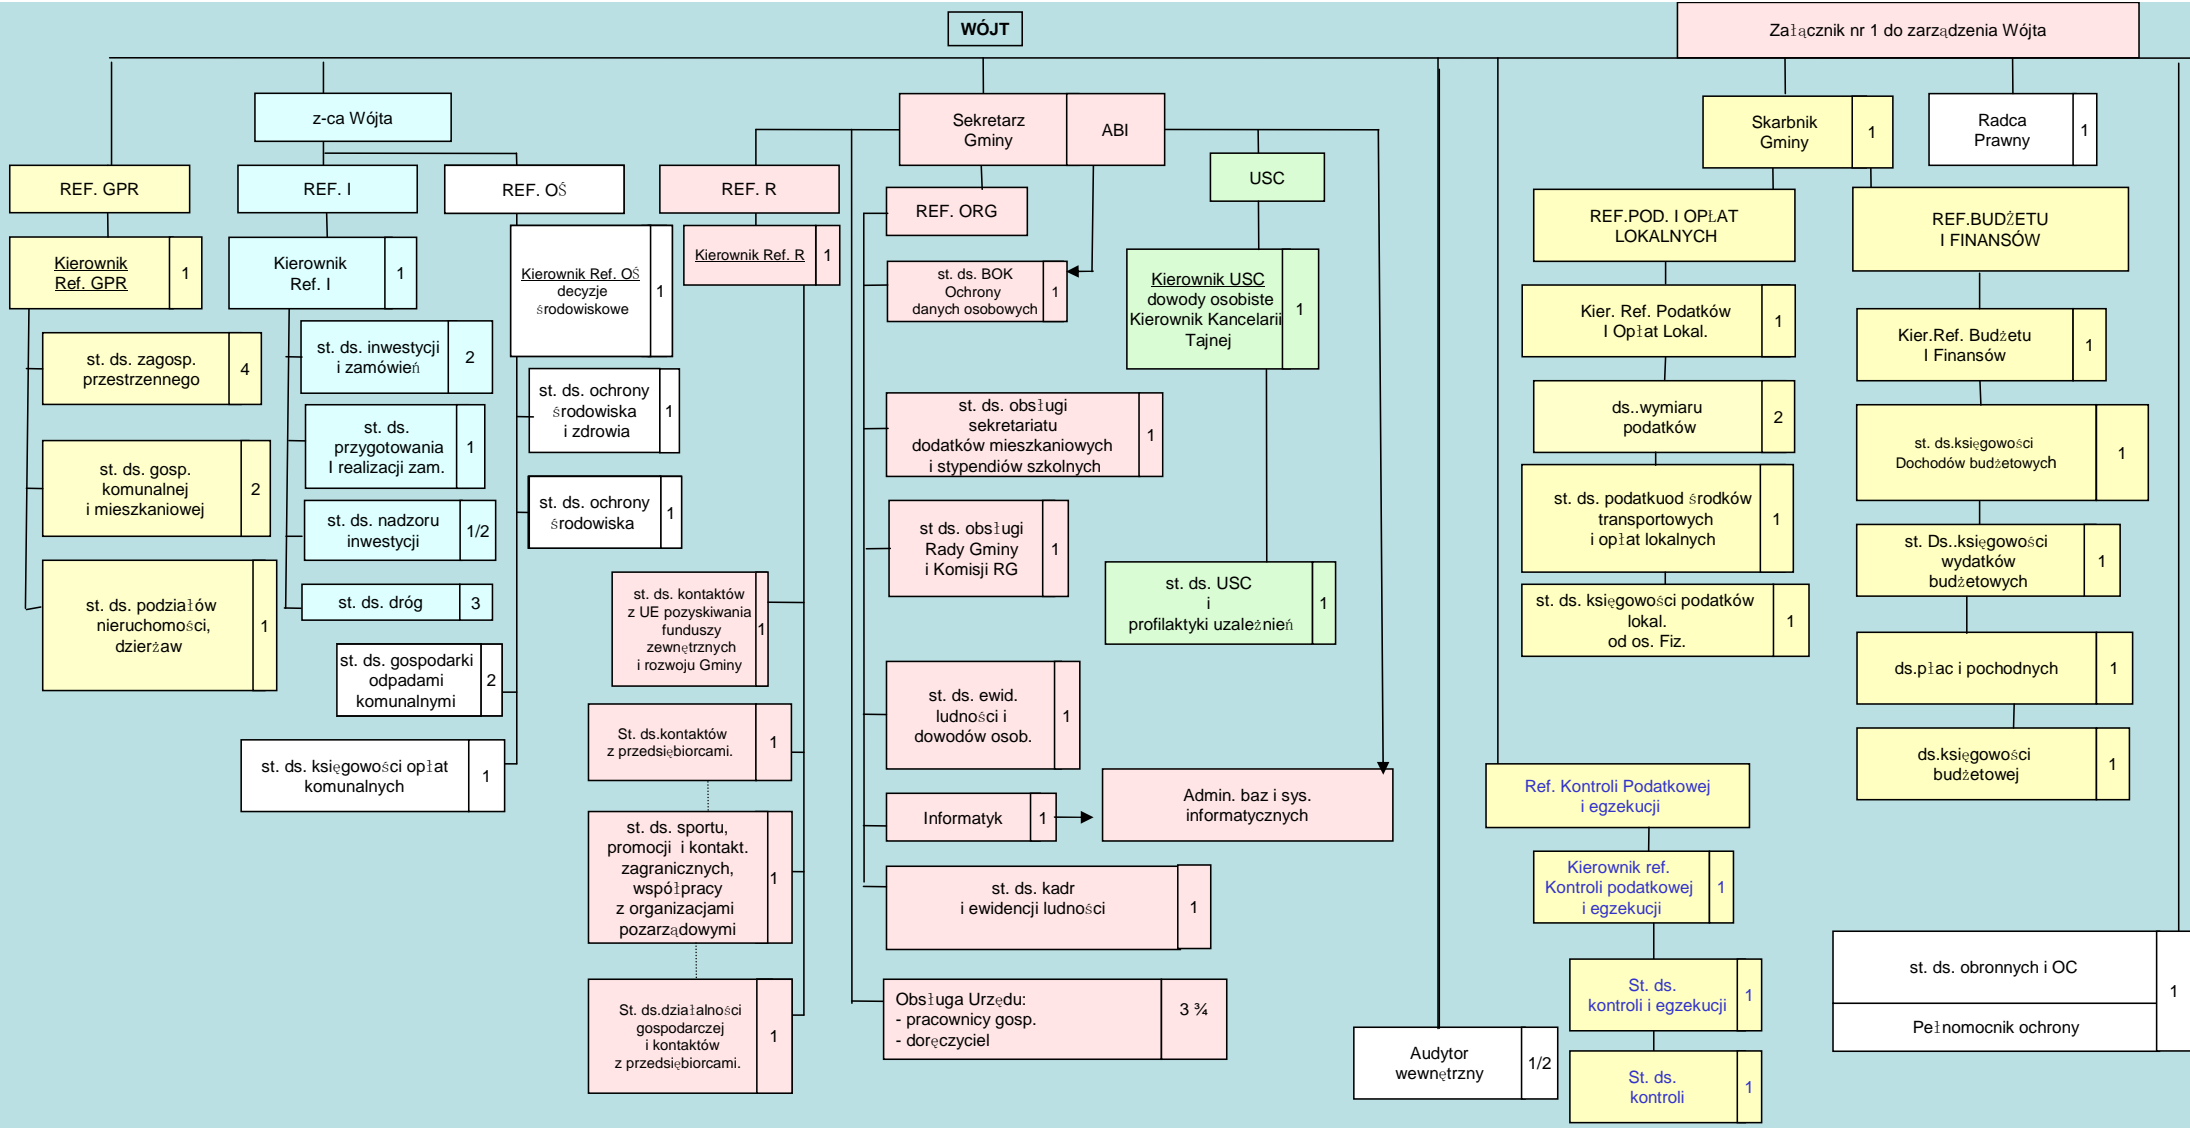 WÓJT
Załącznik nr 1 do zarządzenia Wójta
z-ca Wójta
Sekretarz
Gminy
ABI
Skarbnik
Gminy
1
Radca
Prawny
1
REF. GPR
Kierownik
Ref. GPR
1
st. ds. zagosp.
przestrzennego
4
st. ds. gosp.
komunalnej
i mieszkaniowej
2
st. ds. podziałów
nieruchomości,
dzierżaw
1
REF. I
Kierownik
Ref. I
1
st. ds. inwestycji
i zamówień
2
st. ds.
przygotowania
I realizacji zam.
1
st. ds. nadzoru
inwestycji
1/2
st. ds. dróg
3
REF. OŚ
Kierownik Ref. OŚ
decyzje
środowiskowe
1
st. ds. ochrony
środowiska
i zdrowia
1
st. ds. ochrony
środowiska
1
st. ds. gospodarki
odpadami
komunalnymi
2
st. ds. księgowości opłat
komunalnych
1
REF. R
Kierownik Ref. R
1
st. ds. kontaktów
z UE pozyskiwania
funduszy
zewnętrznych
i rozwoju Gminy
1
St. ds.kontaktów
z przedsiębiorcami.
1
st. ds. sportu,
promocji i kontakt.
zagranicznych,
współpracy
z organizacjami
pozarządowymi
1
St. ds.działalności
gospodarczej
i kontaktów
z przedsiębiorcami.
1
REF. ORG
st. ds. BOK
Ochrony
danych osobowych
1
st. ds. obsługi
sekretariatu
dodatków mieszkaniowych
i stypendiów szkolnych
1
st ds. obsługi
Rady Gminy
i Komisji RG
1
st. ds. ewid.
ludności i
dowodów osob.
1
Informatyk
1
Admin. baz i sys.
informatycznych
st. ds. kadr
i ewidencji ludności
1
Obsługa Urzędu:
- pracownicy gosp.
- doręczyciel
3 ¾
USC
Kierownik USC
dowody osobiste
Kierownik Kancelarii
Tajnej
1
st. ds. USC
i
profilaktyki uzależnień
1
Audytor
wewnętrzny
1/2
REF.POD. I OPŁAT
LOKALNYCH
Kier. Ref. Podatków
I Opłat Lokal.
1
ds..wymiaru
podatków
2
st. ds. podatkuod środków
transportowych
i opłat lokalnych
1
st. ds. księgowości podatków
lokal.
od os. Fiz.
1
Ref. Kontroli Podatkowej
i egzekucji
Kierownik ref.
Kontroli podatkowej
i egzekucji
1
St. ds.
kontroli i egzekucji
1
St. ds.
kontroli
1
REF.BUDŻETU
I FINANSÓW
Kier.Ref. Budżetu
I Finansów
1
st. ds.księgowości
Dochodów budżetowych
1
st. Ds..księgowości
wydatków
budżetowych
1
ds.płac i pochodnych
1
ds.księgowości
budżetowej
1
st. ds. obronnych i OC
Pełnomocnik ochrony
1